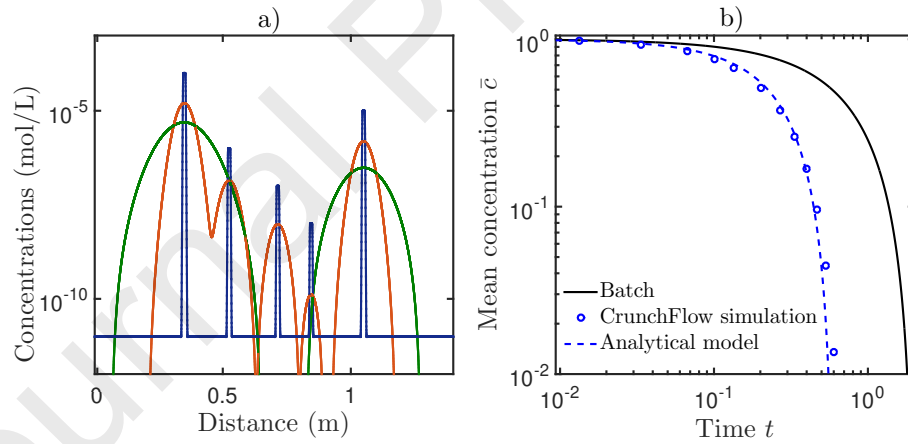 a)
Concentrations (mol/L)
10^-5
10^-10
0
0.5
1
Distance (m)
b)
Mean concentration c̄
10^0
10^-1
10^-2
Batch
CrunchFlow simulation
Analytical model
10^-2
10^-1
10^0
Time t